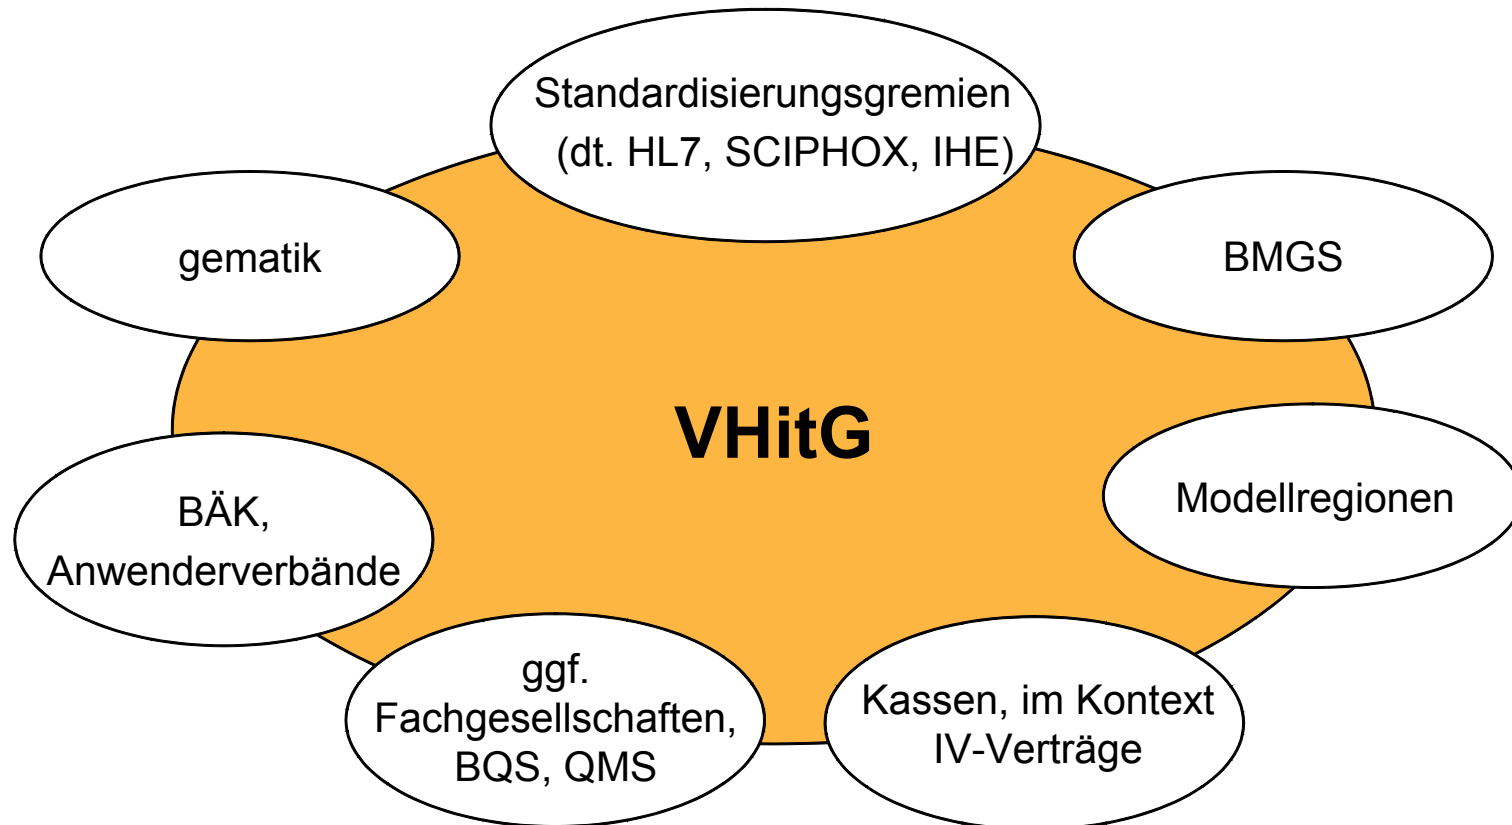 Standardisierungsgremien
(dt. HL7, SCIPHOX, IHE)
gematik
BMGS
VHitG
BÄK,
Anwenderverbände
Modellregionen
ggf.
Fachgesellschaften,
BQS, QMS
Kassen, im Kontext
IV-Verträge